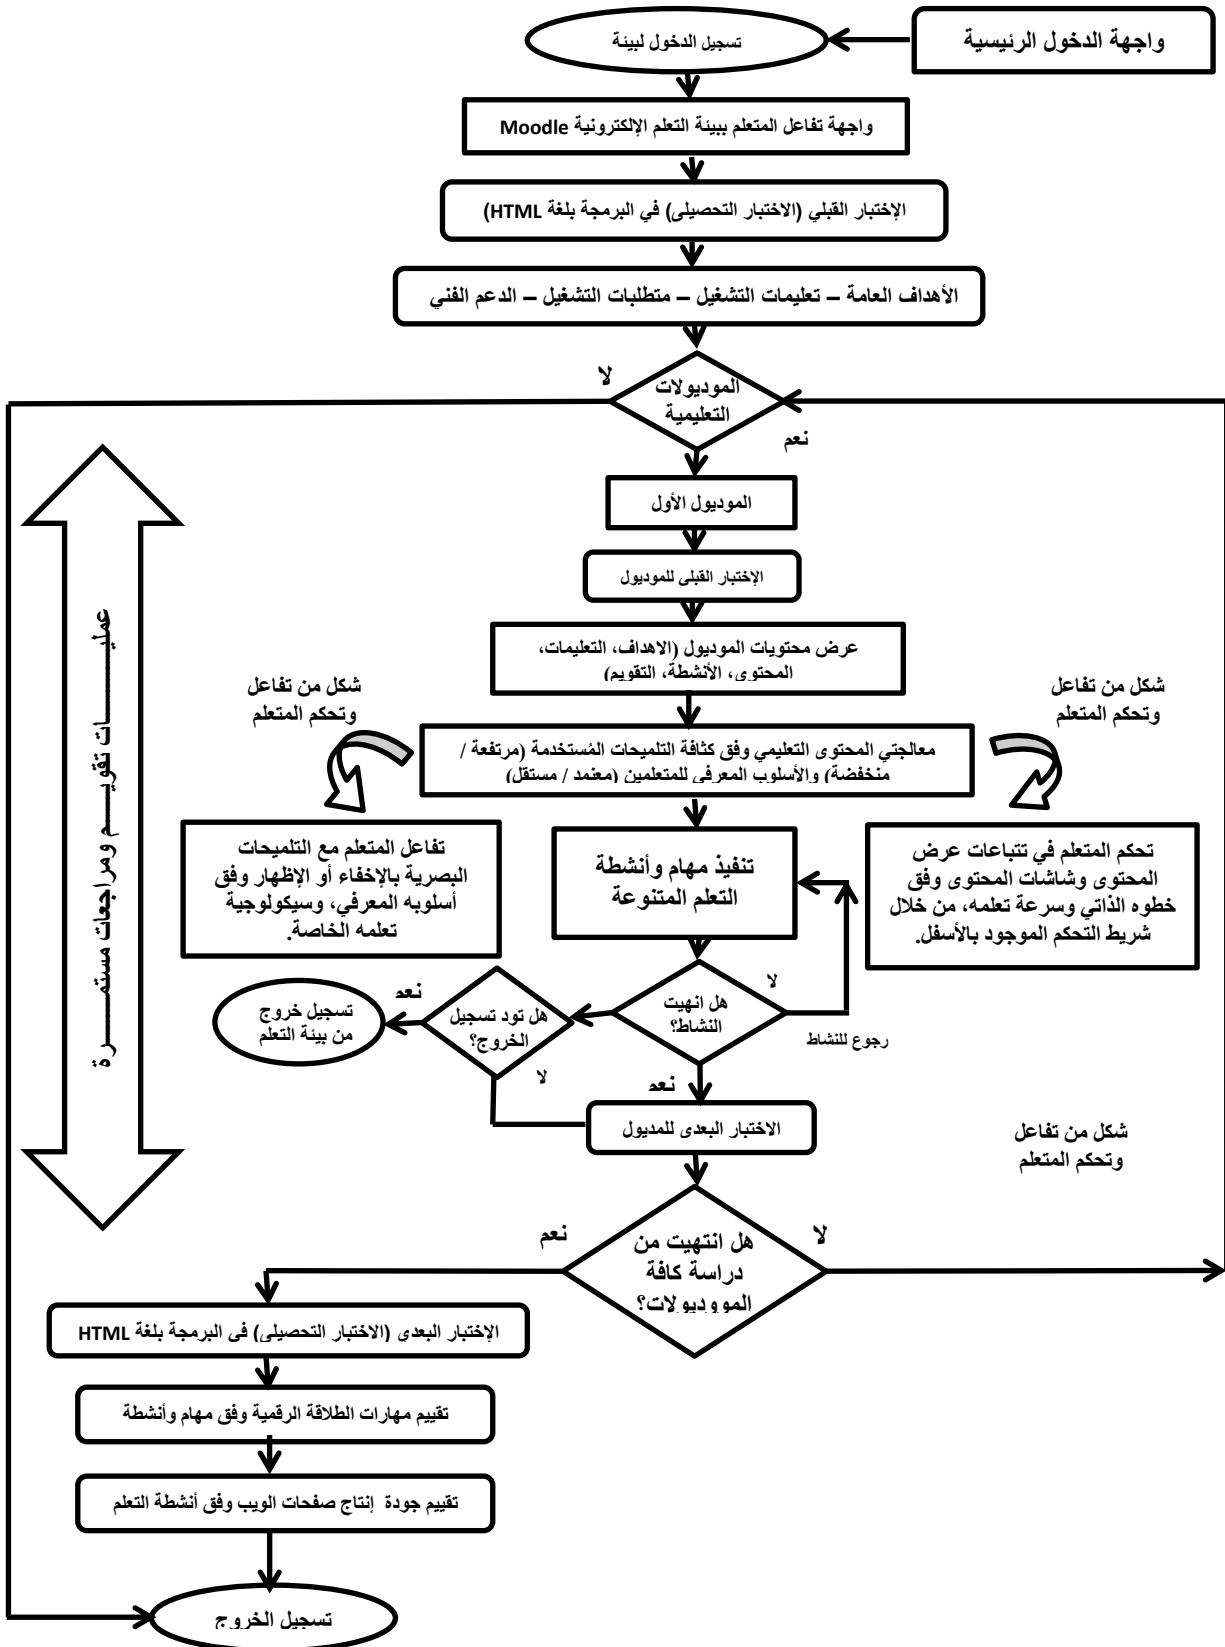 واجهة الدخول الرئيسية
تسجيل الدخول لبيئة
واجهة تفاعل المتعلم ببيئة التعلم الإلكترونية Moodle
الإختبار القبلي (الاختبار التحصيلى) في البرمجة بلغة HTML)
الأهداف العامة – تعليمات التشغيل – متطلبات التشغيل – الدعم الفني
الموديولات
التعليمية
لا
نعم
الموديول الأول
الإختبار القبلى للموديول
عرض محتويات الموديول (الاهداف، التعليمات،
المحتوى، الأنشطة، التقويم)
شكل من تفاعل
وتحكم المتعلم
شكل من تفاعل
وتحكم المتعلم
معالجتي المحتوى التعليمي وفق كثافة التلميحات المُستخدمة (مرتفعة /
منخفضة) والأسلوب المعرفى للمتعلمين (معتمد / مستقل)
تحكم المتعلم في تتباعات عرض
المحتوى وشاشات المحتوى وفق
خطوه الذاتي وسرعة تعلمه، من خلال
شريط التحكم الموجود بالأسفل.
تنفيذ مهام وأنشطة
التعلم المتنوعة
تفاعل المتعلم مع التلميحات
البصرية بالإخفاء أو الإظهار وفق
أسلوبه المعرفي، وسيكولوجية
تعلمه الخاصة.
هل انهيت
النشاط؟
لا
رجوع للنشاط
نعم
هل تود تسجيل
الخروج؟
نعم
لا
تسجيل خروج
من بيئة التعلم
الاختبار البعدى للمديول
شكل من تفاعل
وتحكم المتعلم
هل انتهيت من
دراسة كافة
المووديولات؟
لا
نعم
الإختبار البعدى (الاختبار التحصيلى) فى البرمجة بلغة HTML
تقييم مهارات الطلاقة الرقمية وفق مهام وأنشطة
تقييم جودة إنتاج صفحات الويب وفق أنشطة التعلم
تسجيل الخروج
عمليـــــــــات تقويـــــم ومراجعات مستمـــــــرة